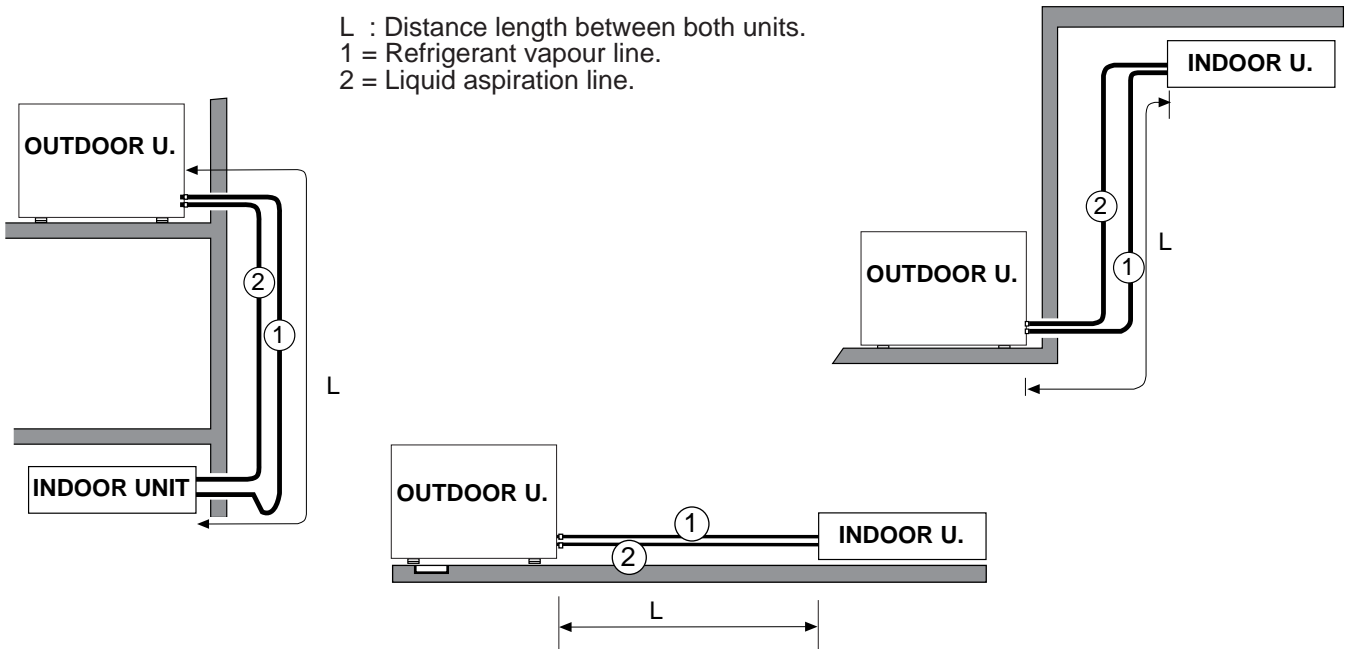 L : Distance length between both units.
1 = Refrigerant vapour line.
2 = Liquid aspiration line.
OUTDOOR U.
2
1
L
INDOOR UNIT
INDOOR U.
2
L
1
OUTDOOR U.
OUTDOOR U.
1
2
INDOOR U.
L